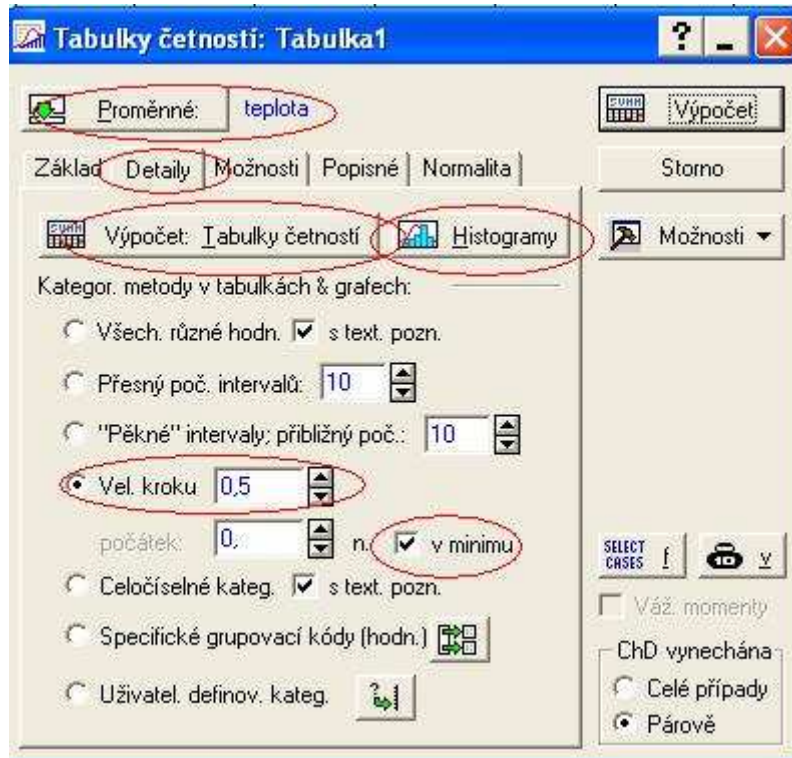 Tabulky četností: Tabulka1
Proměnné: teplota
Výpočet
Základ Detaily Možnosti Popisné Normalita
Storno
Výpočet: Tabulky četností Histogramy
Možnosti
Kategor. metody v tabulkách & grafech:
Všech. různé hodn. s text. pozn.
Přesný poč. intervalů: 10
"Pěkné" intervaly; přibližný poč.: 10
Vel. kroku 0,5
počátek: 0, n. v minimu
SELECT CASES f v
Celočíselné kateg. s text. pozn.
Váž. momenty
Specifické grupovací kódy (hodn.)
ChD vynechána
Uživatel. definov. kateg.
Celé případy
Párově